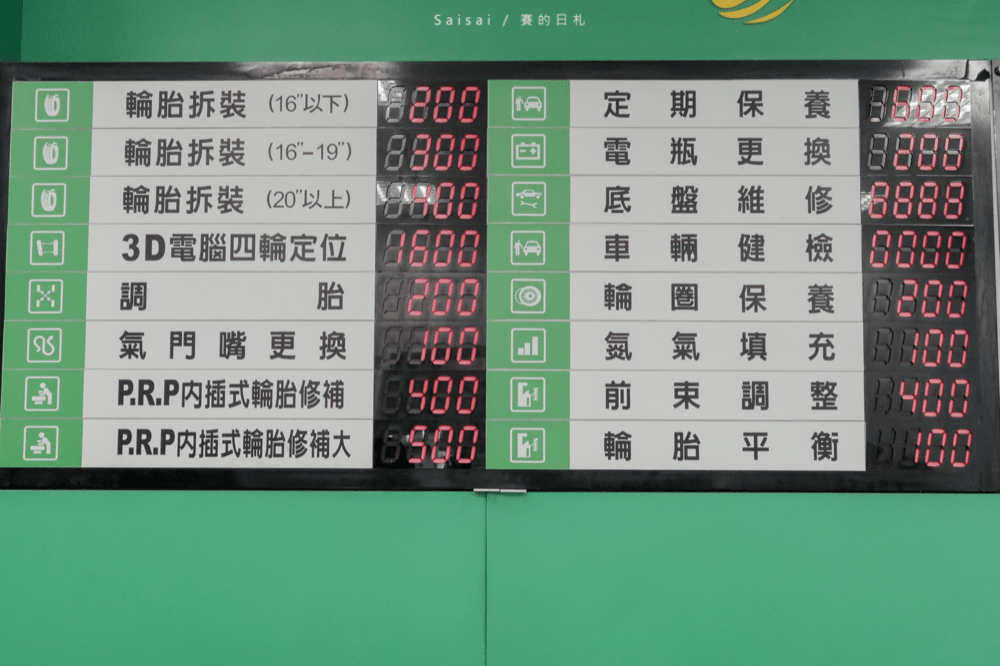 Saisai / 賽的日札
輪胎拆裝 (16"以下) 200
輪胎拆裝 (16"-19") 300
輪胎拆裝 (20"以上) 400
3D電腦四輪定位 1600
調胎 200
氣門嘴更換 100
P.R.P內插式輪胎修補 400
P.R.P內插式輪胎修補大 500
定期保養
電瓶更換
底盤維修
車輛健檢
輪圈保養
氮氣填充 100
前束調整 400
輪胎平衡 100